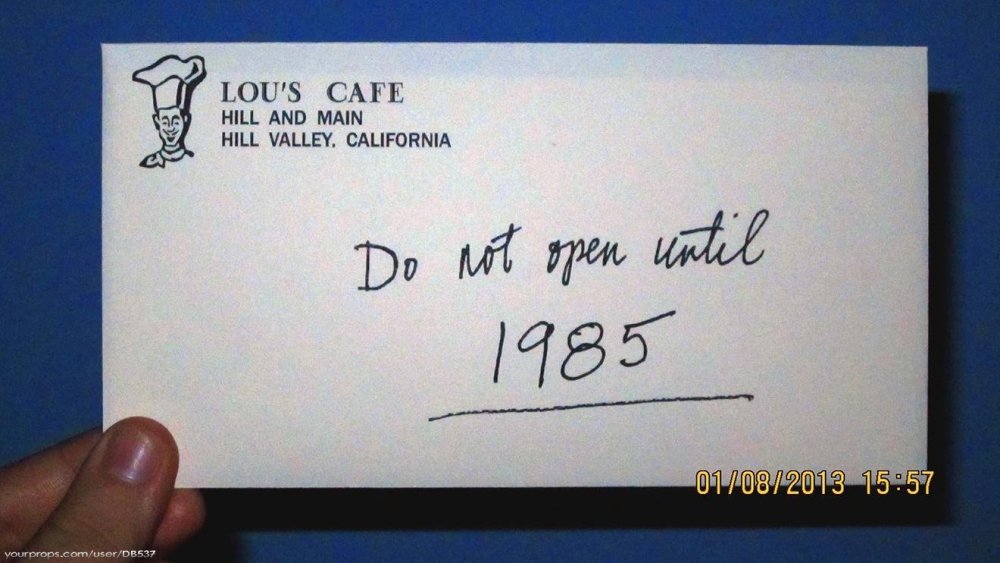 LOU'S CAFE
HILL AND MAIN
HILL VALLEY, CALIFORNIA
Do not open until
1985
01/08/2013 15:57
yourprops.com/user/DB537